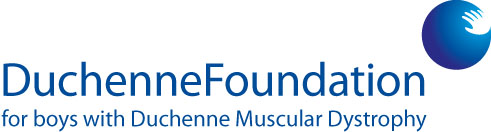 DuchenneFoundation
for boys with Duchenne Muscular Dystrophy